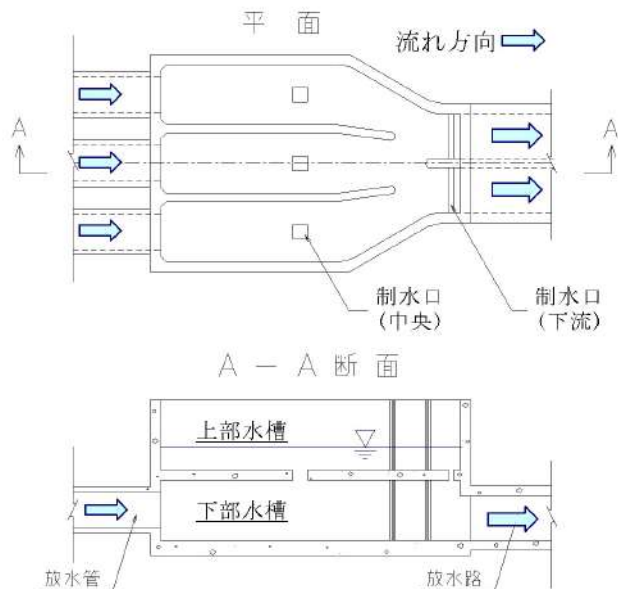 平面
流れ方向
A
A
制水口
(中央)
制水口
(下流)
A－A断面
上部水槽
下部水槽
放水管
放水路